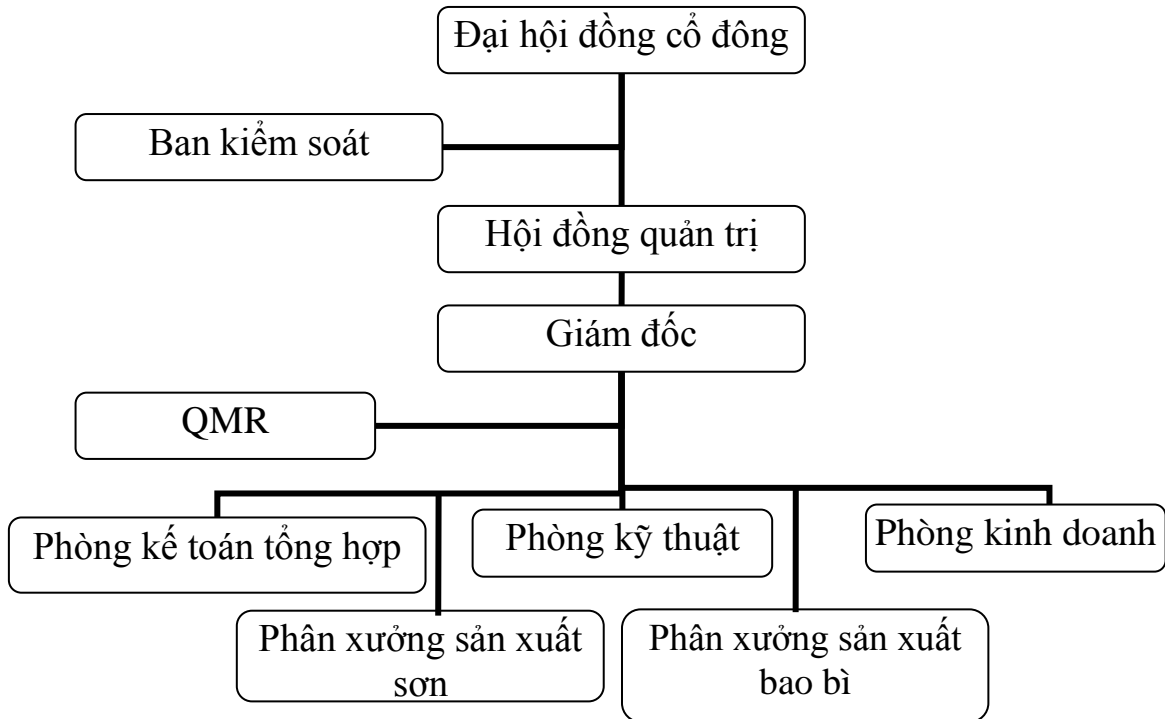 Đại hội đồng cổ đông
Ban kiểm soát
Hội đồng quản trị
Giám đốc
QMR
Phòng kế toán tổng hợp
Phòng kỹ thuật
Phòng kinh doanh
Phân xưởng sản xuất
sơn
Phân xưởng sản xuất
bao bì